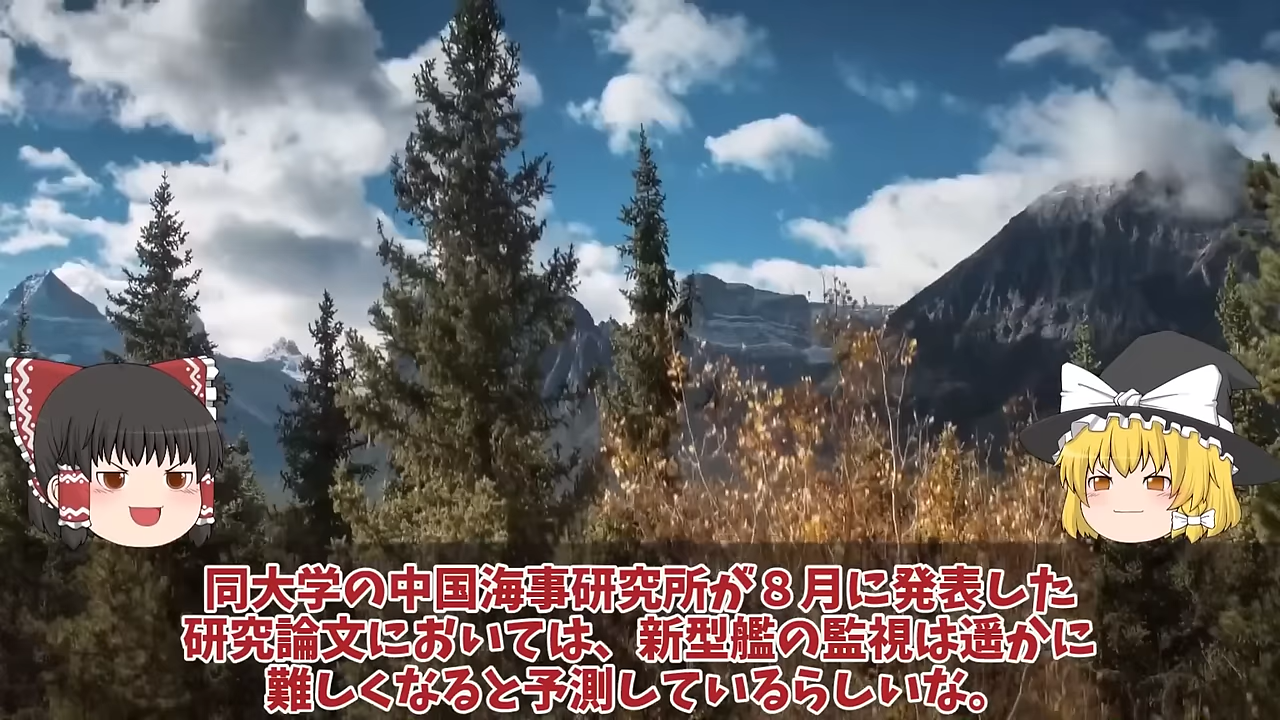 同大学の中国海事研究所が８月に発表した
研究論文においては、新型艦の監視は遥かに
難しくなると予測しているらしいな。